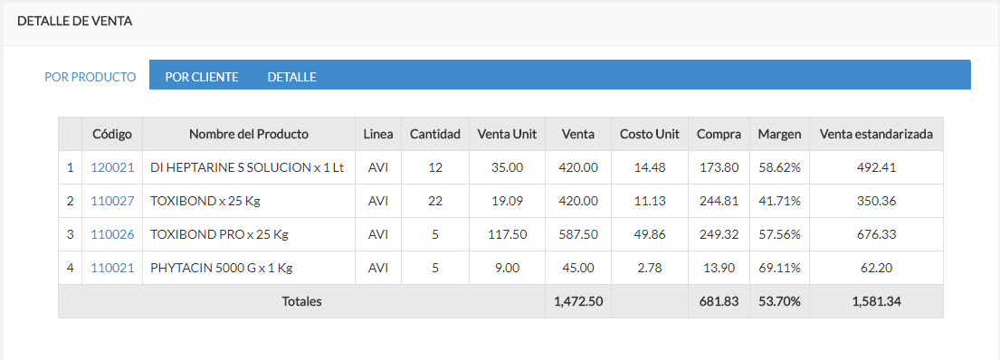 DETALLE DE VENTA
POR PRODUCTO POR CLIENTE DETALLE
Código Nombre del Producto Linea Cantidad Venta Unit Venta Costo Unit Compra Margen Venta estandarizada
1 120021 DI HEPTARINE S SOLUCION x 1 Lt AVI 12 35.00 420.00 14.48 173.80 58.62% 492.41
2 110027 TOXIBOND x 25 Kg AVI 22 19.09 420.00 11.13 244.81 41.71% 350.36
3 110026 TOXIBOND PRO x 25 Kg AVI 5 117.50 587.50 49.86 249.32 57.56% 676.33
4 110021 PHYTACIN 5000 G x 1 Kg AVI 5 9.00 45.00 2.78 13.90 69.11% 62.20
Totales 1,472.50 681.83 53.70% 1,581.34